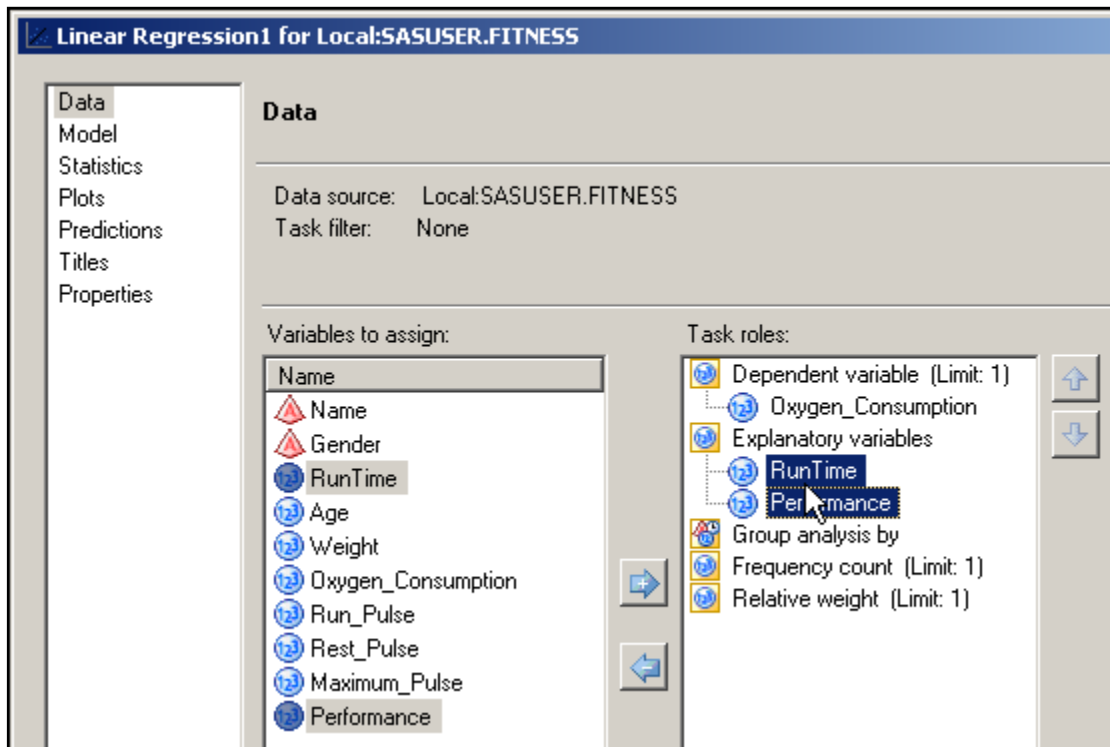 Linear Regression1 for Local:SASUSER.FITNESS
Data
Model
Statistics
Plots
Predictions
Titles
Properties
Data
Data source: Local:SASUSER.FITNESS
Task filter: None
Variables to assign:
Name
Name
Gender
RunTime
Age
Weight
Oxygen_Consumption
Run_Pulse
Rest_Pulse
Maximum_Pulse
Performance
Task roles:
Dependent variable (Limit: 1)
Oxygen_Consumption
Explanatory variables
RunTime
Performance
Group analysis by
Frequency count (Limit: 1)
Relative weight (Limit: 1)